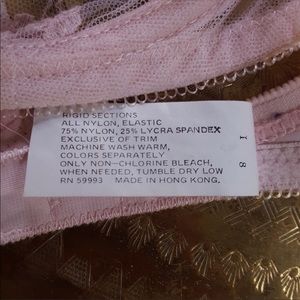 RIGID SECTIONS
ALL NYLON, ELASTIC
75% NYLON, 25% LYCRA SPANDEX
EXCLUSIVE OF TRIM
MACHINE WASH WARM,
COLORS SEPARATELY
ONLY NON-CHLORINE BLEACH,
WHEN NEEDED, TUMBLE DRY LOW
RN 59993 MADE IN HONG KONG.
I 8